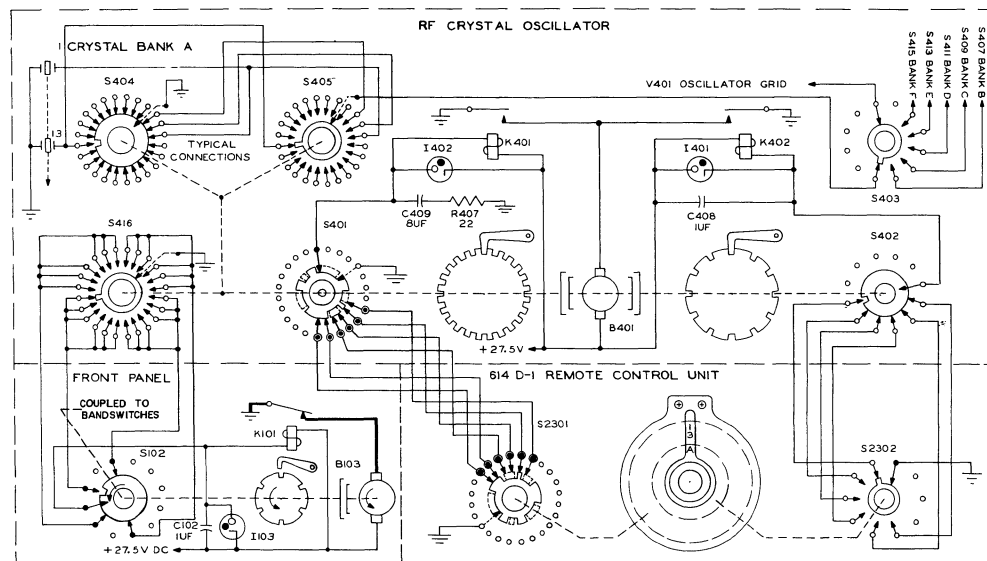 RF CRYSTAL OSCILLATOR
1 CRYSTAL BANK A
S404
S405
13
TYPICAL
CONNECTIONS
V401 OSCILLATOR GRID
S415 BANK F
S413 BANK E
S411 BANK D
S409 BANK C
S407 BANK B
K401
I402
K402
I401
S403
C409
8UF
R407
22
C408
1UF
S416
S401
S402
B401
+27.5V
FRONT PANEL
COUPLED TO
BANDSWITCHES
614 D-1 REMOTE CONTROL UNIT
K101
S102
B103
S2301
13
A
S2302
C102
1UF
I103
+27.5V DC